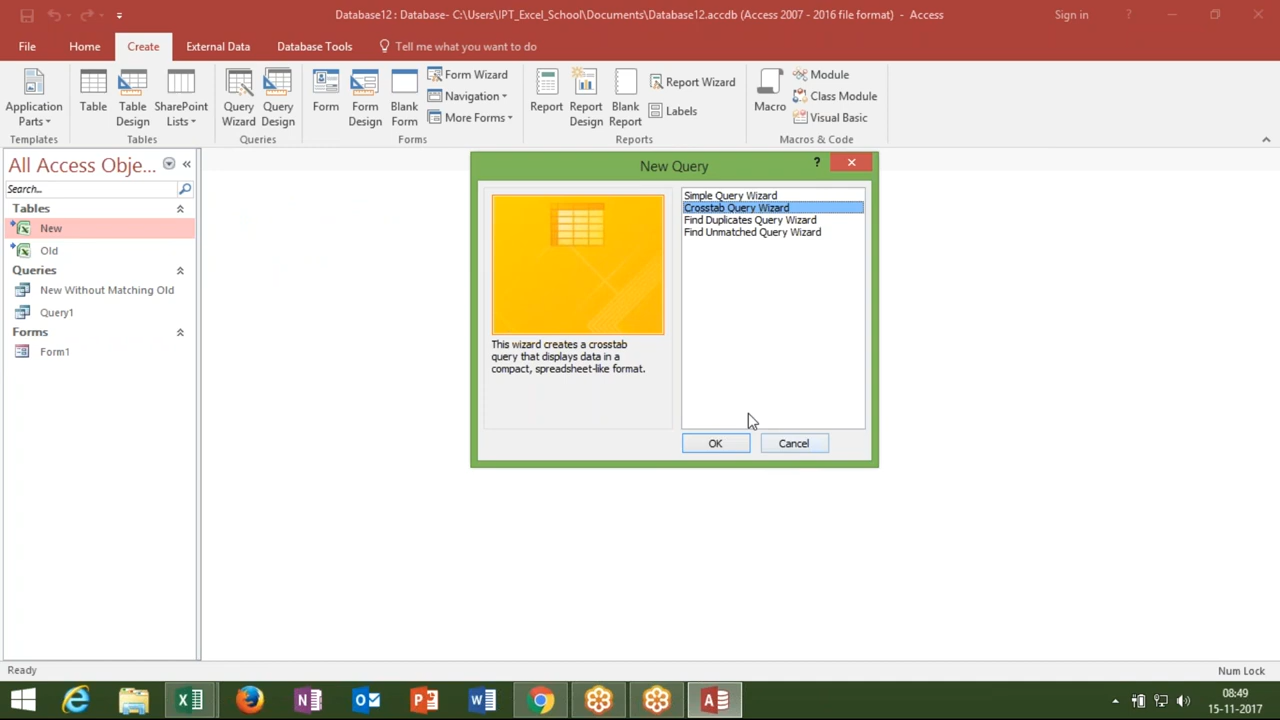 Database12 : Database- C:\Users\IPT_Excel_School\Documents\Database12.accdb (Access 2007 - 2016 file format) - Access
Sign in
?
File Home Create External Data Database Tools Tell me what you want to do
Application Parts
Templates
Table
Table Design
SharePoint Lists
Tables
Query Wizard
Query Design
Queries
Form
Form Design
Blank Form
Form Wizard
Navigation
More Forms
Forms
Report
Report Design
Blank Report
Report Wizard
Labels
Reports
Macro
Module
Class Module
Visual Basic
Macros & Code
All Access Obje...
Search...
Tables
New
Old
Queries
New Without Matching Old
Query1
Forms
Form1
New Query
?
Simple Query Wizard
Crosstab Query Wizard
Find Duplicates Query Wizard
Find Unmatched Query Wizard
This wizard creates a crosstab
query that displays data in a
compact, spreadsheet-like format.
OK
Cancel
Ready
Num Lock
08:49
15-11-2017